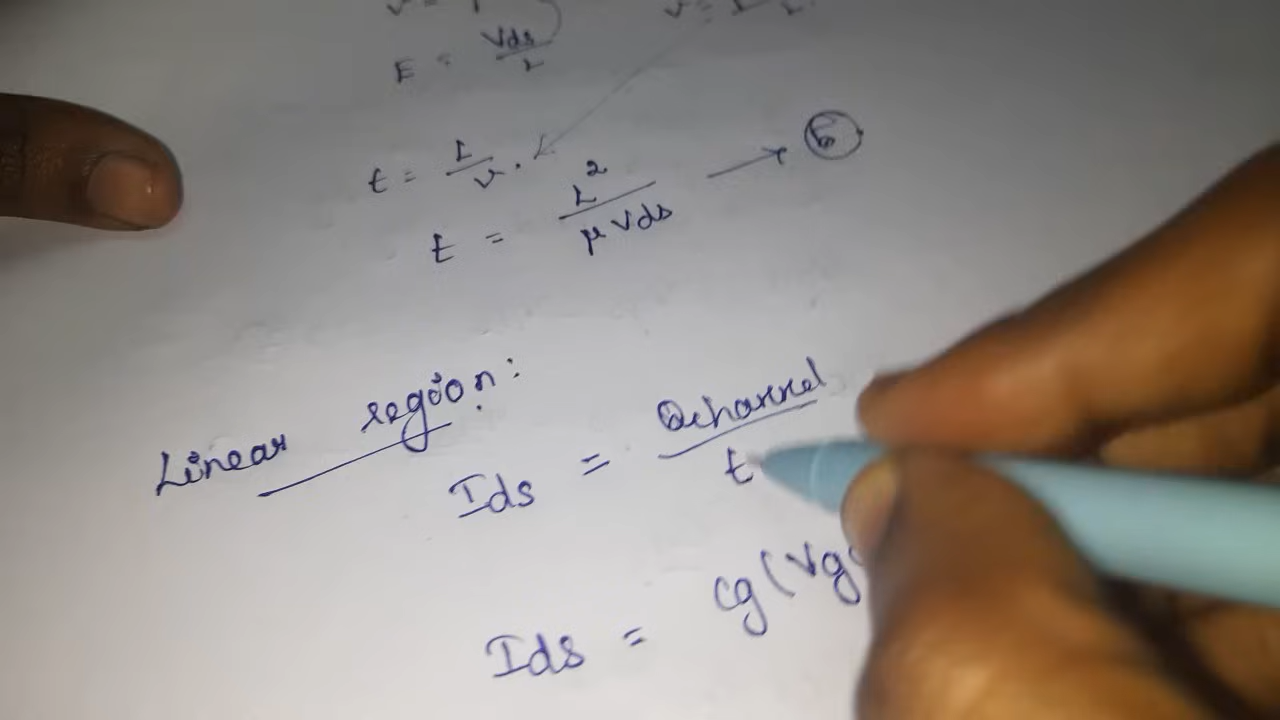 E = Vds/L
t = L/v .
t = L²/μVds → 6
Linear region:
Ids = Qchannel/t
Ids = Cg(Vg